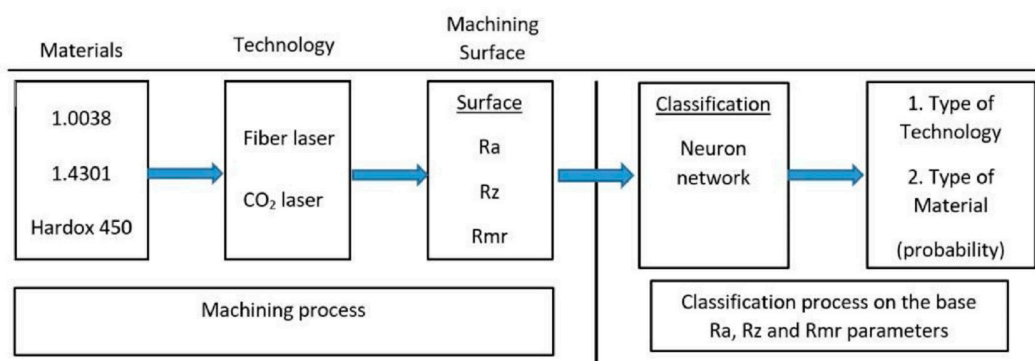 Materials
Technology
Machining
Surface
1.0038
1.4301
Hardox 450
Fiber laser
CO₂ laser
Surface
Ra
Rz
Rmr
Classification
Neuron
network
1. Type of
Technology
2. Type of
Material
(probability)
Machining process
Classification process on the base
Ra, Rz and Rmr parameters